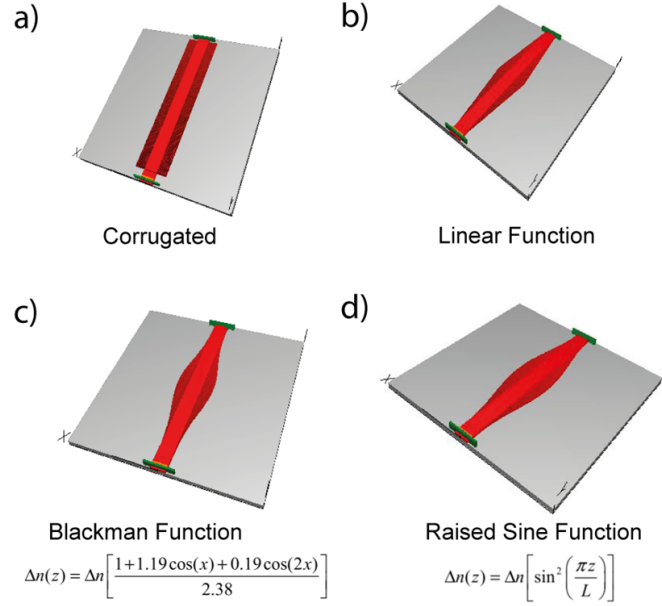 a)
b)
X
Y
Corrugated
X
Linear Function
c)
d)
X
Blackman Function
X
Y
Raised Sine Function
Δn(z) = Δn[(1+1.19cos(x)+0.19cos(2x))/2.38]
Δn(z) = Δn[sin²(πz/L)]